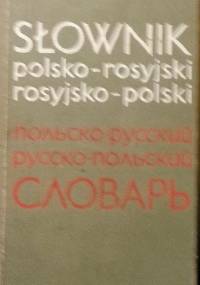 SŁOWNIK
polsko-rosyjski
rosyjsko-polski
польско-русский
русско-польский
СЛОВАРЬ